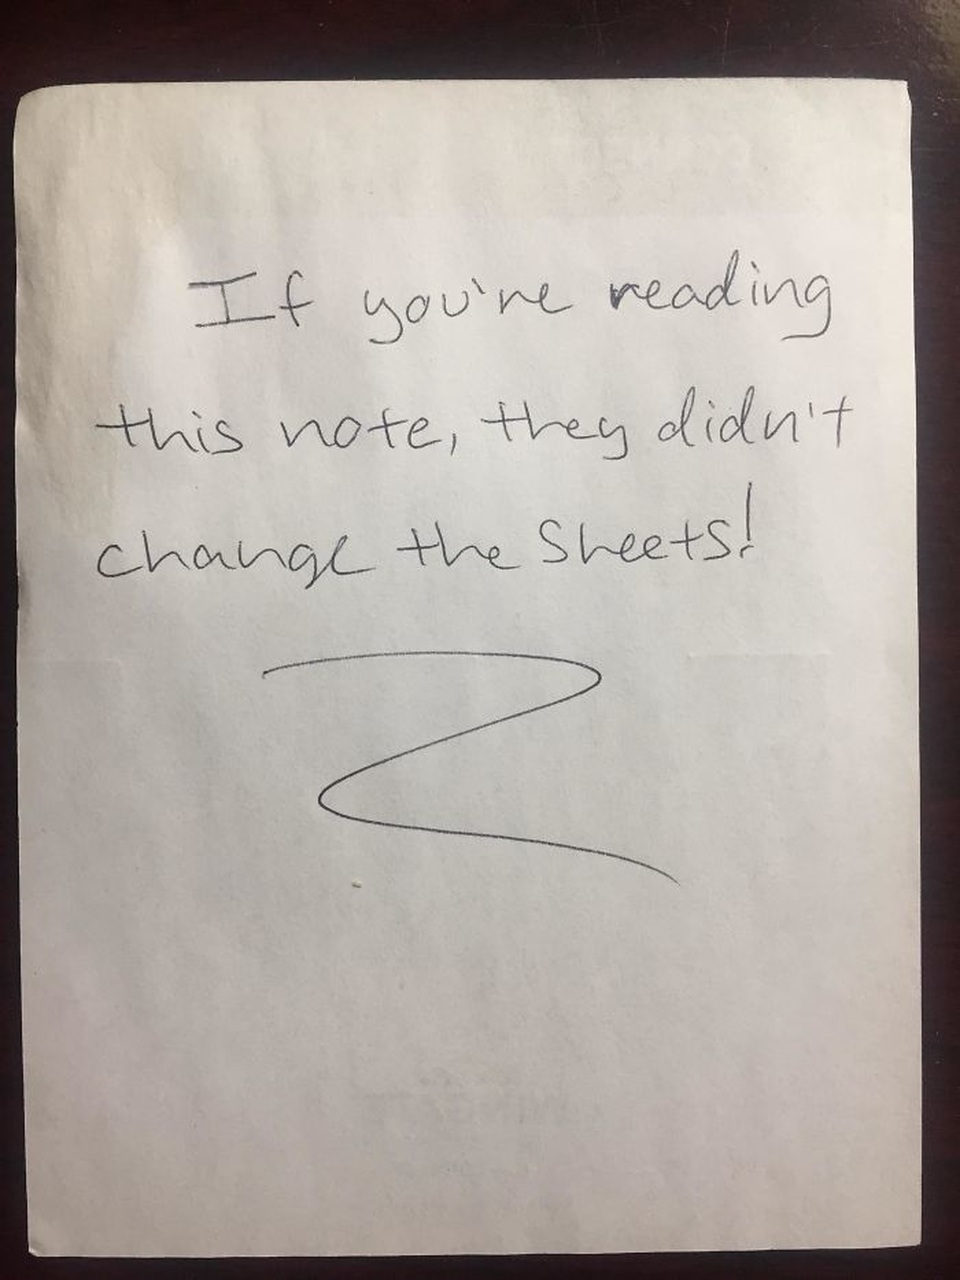 If you're reading
this note, they didn't
change the Sheets!